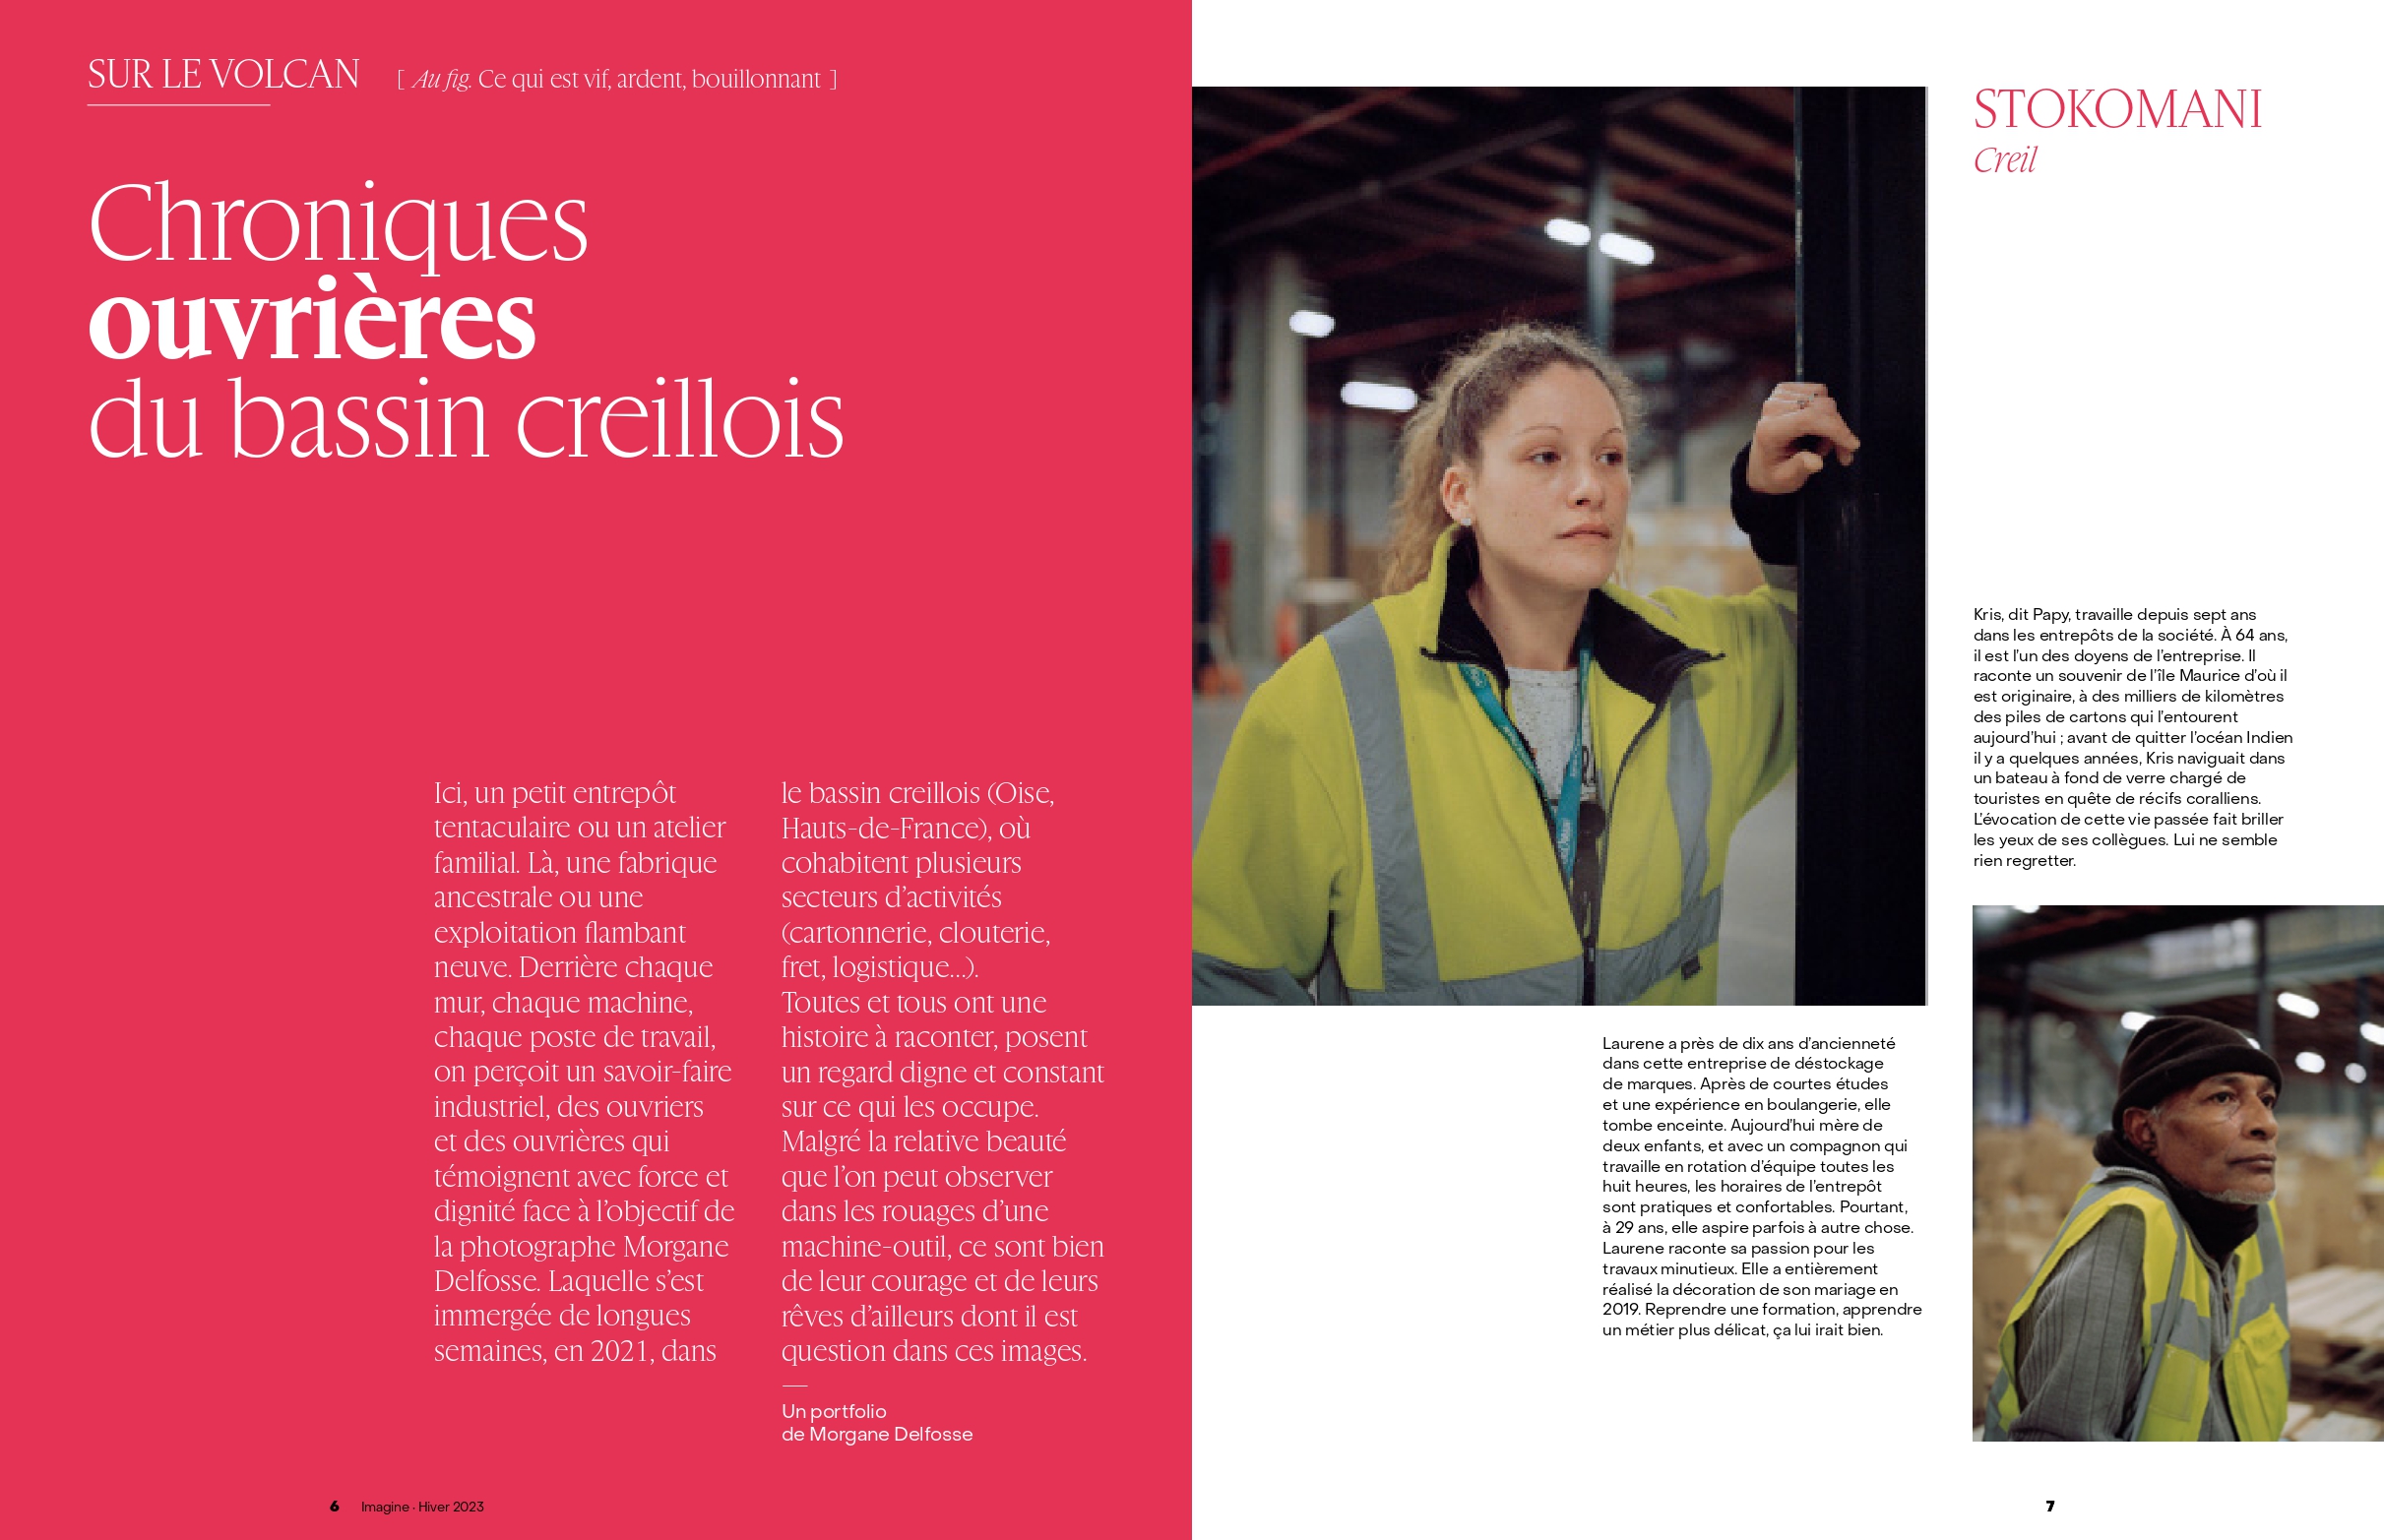 SUR LE VOLCAN [ Au fig. Ce qui est vif, ardent, bouillonnant ]
Chroniques
ouvrières
du bassin creillois
Ici, un petit entrepôt
tentaculaire ou un atelier
familial. Là, une fabrique
ancestrale ou une
exploitation flambant
neuve. Derrière chaque
mur, chaque machine,
chaque poste de travail,
on perçoit un savoir-faire
industriel, des ouvriers
et des ouvrières qui
témoignent avec force et
dignité face à l’objectif de
la photographe Morgane
Delfosse. Laquelle s’est
immergée de longues
semaines, en 2021, dans
le bassin creillois (Oise,
Hauts-de-France), où
cohabitent plusieurs
secteurs d’activités
(cartonnerie, clouterie,
fret, logistique…).
Toutes et tous ont une
histoire à raconter, posent
un regard digne et constant
sur ce qui les occupe.
Malgré la relative beauté
que l’on peut observer
dans les rouages d’une
machine-outil, ce sont bien
de leur courage et de leurs
rêves d’ailleurs dont il est
question dans ces images.
Un portfolio
de Morgane Delfosse
6 Imagine · Hiver 2023
STOKOMANI
Creil
Kris, dit Papy, travaille depuis sept ans
dans les entrepôts de la société. À 64 ans,
il est l’un des doyens de l’entreprise. Il
raconte un souvenir de l’île Maurice d’où il
est originaire, à des milliers de kilomètres
des piles de cartons qui l’entourent
aujourd’hui ; avant de quitter l’océan Indien
il y a quelques années, Kris naviguait dans
un bateau à fond de verre chargé de
touristes en quête de récifs coralliens.
L’évocation de cette vie passée fait briller
les yeux de ses collègues. Lui ne semble
rien regretter.
Laurene a près de dix ans d’ancienneté
dans cette entreprise de déstockage
de marques. Après de courtes études
et une expérience en boulangerie, elle
tombe enceinte. Aujourd’hui mère de
deux enfants, et avec un compagnon qui
travaille en rotation d’équipe toutes les
huit heures, les horaires de l’entrepôt
sont pratiques et confortables. Pourtant,
à 29 ans, elle aspire parfois à autre chose.
Laurene raconte sa passion pour les
travaux minutieux. Elle a entièrement
réalisé la décoration de son mariage en
2019. Reprendre une formation, apprendre
un métier plus délicat, ça lui irait bien.
7